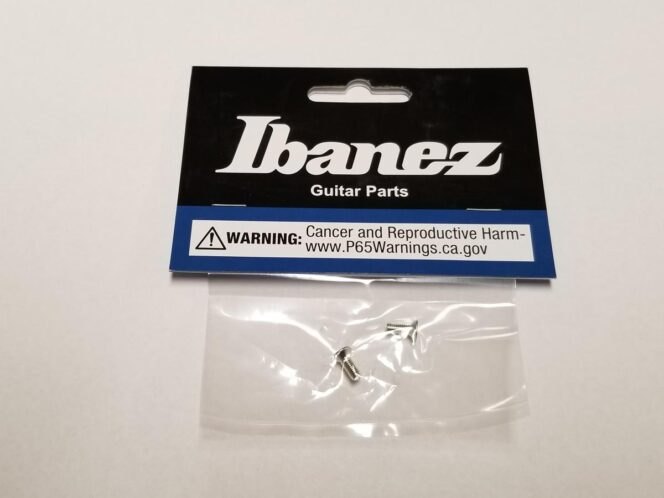 Ibanez
Guitar Parts
WARNING: Cancer and Reproductive Harm-
www.P65Warnings.ca.gov